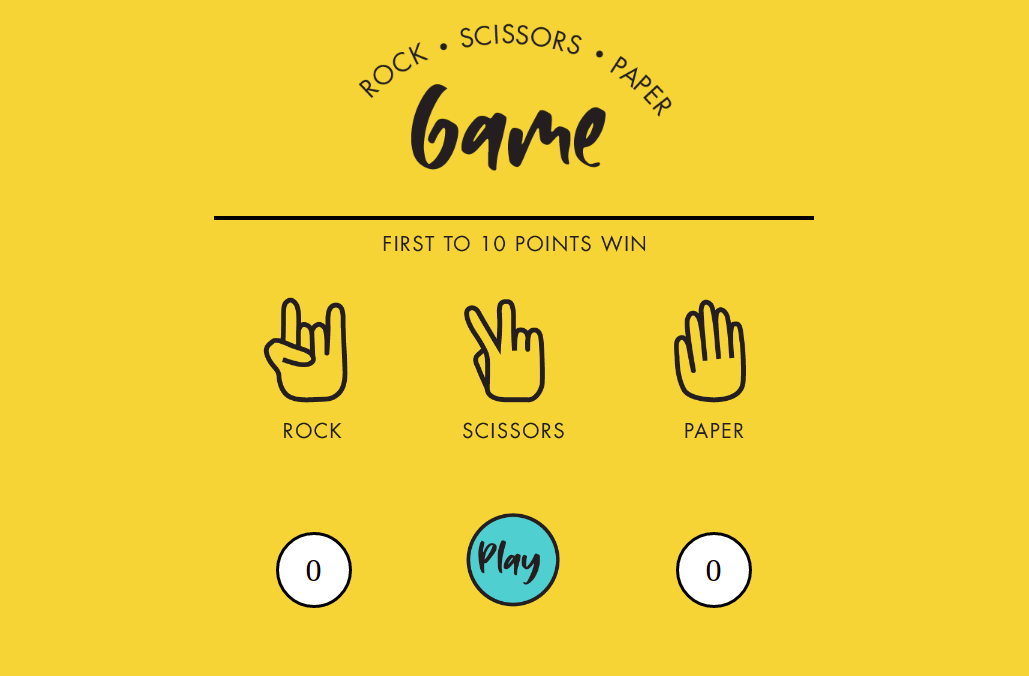 ROCK • SCISSORS • PAPER
Game
FIRST TO 10 POINTS WIN
ROCK SCISSORS PAPER
0 Play 0